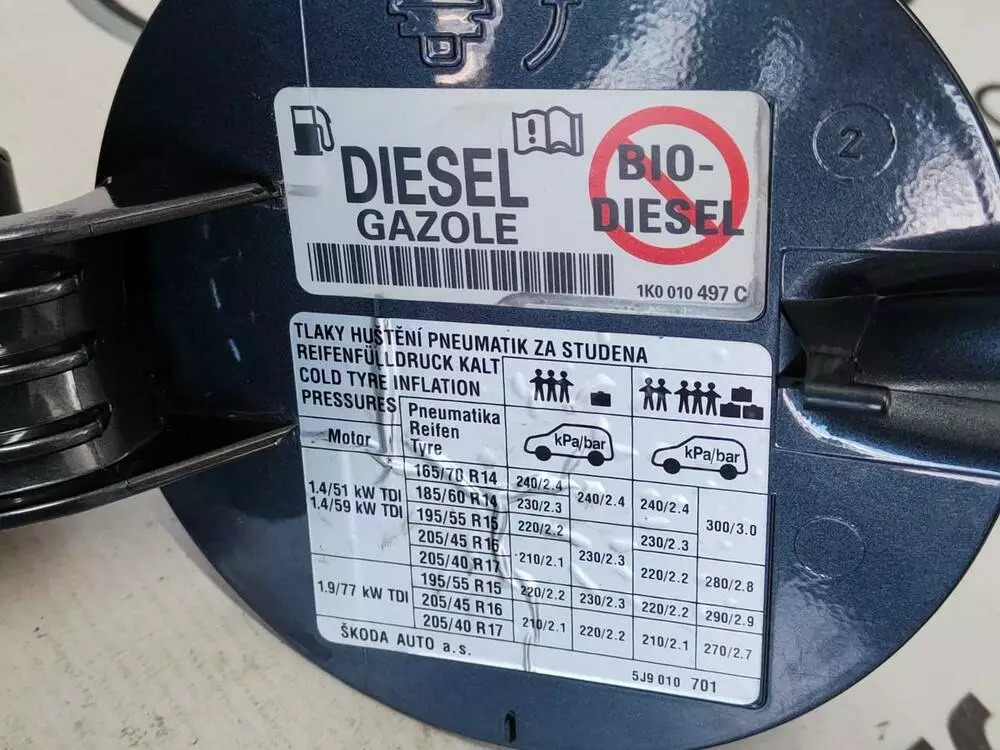 2
DIESEL
GAZOLE
BIO-
DIESEL
1K0 010 497 C
TLAKY HUŠTĚNÍ PNEUMATIK ZA STUDENA
REIFENFÜLLDRUCK KALT
COLD TYRE INFLATION
PRESSURES
Motor
Pneumatika
Reifen
Tyre
kPa/bar kPa/bar
1.4/51 kW TDI
1.4/59 kW TDI
165/70 R14 240/2.4 240/2.4 240/2.4 300/3.0
185/60 R14 230/2.3
195/55 R15 220/2.2 230/2.3
205/45 R16 210/2.1 230/2.3 220/2.2 280/2.8
205/40 R17
1.9/77 kW TDI
195/55 R15 220/2.2 230/2.3 220/2.2 290/2.9
205/45 R16 210/2.1 220/2.2 210/2.1 270/2.7
205/40 R17
ŠKODA AUTO a.s.
5J9 010 701